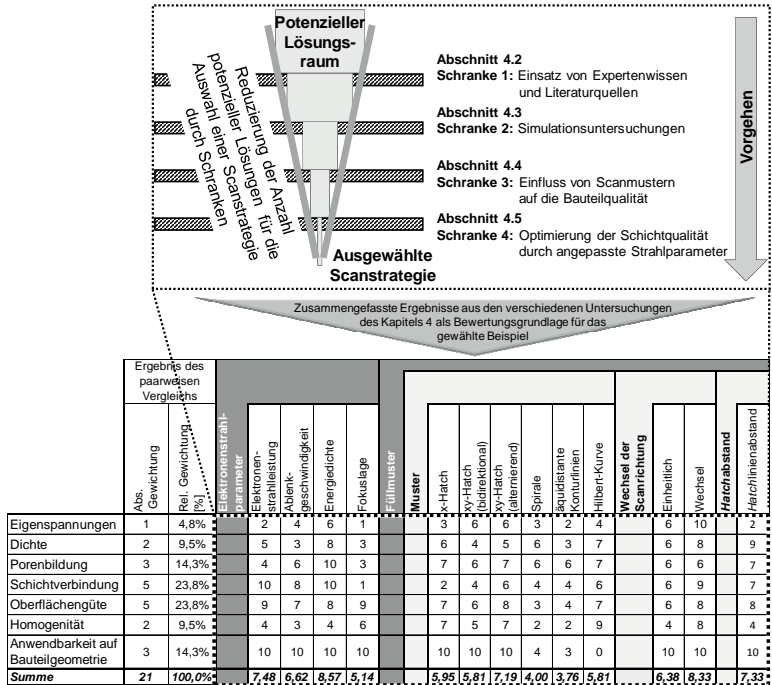 Potenzieller
Lösungs-
raum
Reduzierung der Anzahl
potenzieller Lösungen für die
Auswahl einer Scanstrategie
durch Schranken
Abschnitt 4.2
Schranke 1: Einsatz von Expertenwissen
und Literaturquellen
Abschnitt 4.3
Schranke 2: Simulationsuntersuchungen
Abschnitt 4.4
Schranke 3: Einfluss von Scanmustern
auf die Bauteilqualität
Abschnitt 4.5
Schranke 4: Optimierung der Schichtqualität
durch angepasste Strahlparameter
Vorgehen
Ausgewählte
Scanstrategie
Zusammengefasste Ergebnisse aus den verschiedenen Untersuchungen
des Kapitels 4 als Bewertungsgrundlage für das
gewählte Beispiel
Ergebnis des
paarweisen
Vergleichs
Abs.
Gewichtung
Rel. Gewichtung
[%]
Elektronenstrahl-
parameter
Elektronen-
strahlleistung
Ablenk-
geschwindigkeit
Energiedichte
Fokuslage
Füllmuster
Muster
x-Hatch
xy-Hatch
(bidirektional)
xy-Hatch
(alternierend)
Spirale
äquidistante
Konturlinien
Hilbert-Kurve
Wechsel der
Scanrichtung
Einheitlich
Wechsel
Hatchabstand
Hatchlinienabstand
Eigenspannungen 1 4,8% 2 4 6 1 3 6 6 3 2 4 6 10 2
Dichte 2 9,5% 5 3 8 3 6 4 5 6 3 7 6 8 9
Porenbildung 3 14,3% 4 6 10 3 7 6 7 6 6 7 6 6 7
Schichtverbindung 5 23,8% 10 8 10 1 2 4 6 4 4 6 6 9 7
Oberflächengüte 5 23,8% 9 7 8 9 7 6 8 3 4 7 6 8 8
Homogenität 2 9,5% 4 3 4 6 7 5 7 2 2 9 4 8 4
Anwendbarkeit auf
Bauteilgeometrie 3 14,3% 10 10 10 10 10 10 10 4 3 0 10 10 10
Summe 21 100,0% 7,48 6,62 8,57 5,14 5,95 5,81 7,19 4,00 3,76 5,81 6,38 8,33 7,33